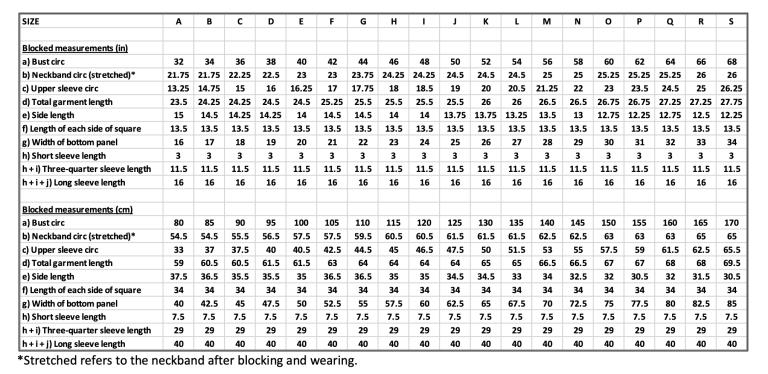 SIZE A B C D E F G H I J K L M N O P Q R S
Blocked measurements (in)
a) Bust circ 32 34 36 38 40 42 44 46 48 50 52 54 56 58 60 62 64 66 68
b) Neckband circ (stretched)* 21.75 21.75 22.25 22.5 23 23 23.75 24.25 24.25 24.5 24.5 24.5 25 25 25.25 25.25 25.25 26 26
c) Upper sleeve circ 13.25 14.75 15 16 16.25 17 17.75 18 18.5 19 20 20.5 21.25 22 23 23.5 24.5 25 26.25
d) Total garment length 23.5 24.25 24.25 24.5 24.5 25.25 25.5 25.5 25.5 25.5 26 26 26.5 26.5 26.75 26.75 27.25 27.25 27.75
e) Side length 15 14.5 14.25 14.25 14 14.5 14.5 14 14 13.75 13.75 13.25 13.5 13 12.75 12.25 12.75 12.5 12.25
f) Length of each side of square 13.5 13.5 13.5 13.5 13.5 13.5 13.5 13.5 13.5 13.5 13.5 13.5 13.5 13.5 13.5 13.5 13.5 13.5 13.5
g) Width of bottom panel 16 17 18 19 20 21 22 23 24 25 26 27 28 29 30 31 32 33 34
h) Short sleeve length 3 3 3 3 3 3 3 3 3 3 3 3 3 3 3 3 3 3 3
h + i) Three-quarter sleeve length 11.5 11.5 11.5 11.5 11.5 11.5 11.5 11.5 11.5 11.5 11.5 11.5 11.5 11.5 11.5 11.5 11.5 11.5 11.5
h + i + j) Long sleeve length 16 16 16 16 16 16 16 16 16 16 16 16 16 16 16 16 16 16 16
Blocked measurements (cm)
a) Bust circ 80 85 90 95 100 105 110 115 120 125 130 135 140 145 150 155 160 165 170
b) Neckband circ (stretched)* 54.5 54.5 55.5 56.5 57.5 57.5 59.5 60.5 60.5 61.5 61.5 61.5 62.5 62.5 63 63 63 65 65
c) Upper sleeve circ 33 37 37.5 40 40.5 42.5 44.5 45 46.5 47.5 50 51.5 53 55 57.5 59 61.5 62.5 65.5
d) Total garment length 59 60.5 60.5 61.5 61.5 63 64 64 64 64 65 65 66.5 66.5 67 67 68 68 69.5
e) Side length 37.5 36.5 35.5 35.5 35 36.5 36.5 35 35 34.5 34.5 33 34 32.5 32 30.5 32 31.5 30.5
f) Length of each side of square 34 34 34 34 34 34 34 34 34 34 34 34 34 34 34 34 34 34 34
g) Width of bottom panel 40 42.5 45 47.5 50 52.5 55 57.5 60 62.5 65 67.5 70 72.5 75 77.5 80 82.5 85
h) Short sleeve length 7.5 7.5 7.5 7.5 7.5 7.5 7.5 7.5 7.5 7.5 7.5 7.5 7.5 7.5 7.5 7.5 7.5 7.5 7.5
h + i) Three-quarter sleeve length 29 29 29 29 29 29 29 29 29 29 29 29 29 29 29 29 29 29 29
h + i + j) Long sleeve length 40 40 40 40 40 40 40 40 40 40 40 40 40 40 40 40 40 40 40
*Stretched refers to the neckband after blocking and wearing.